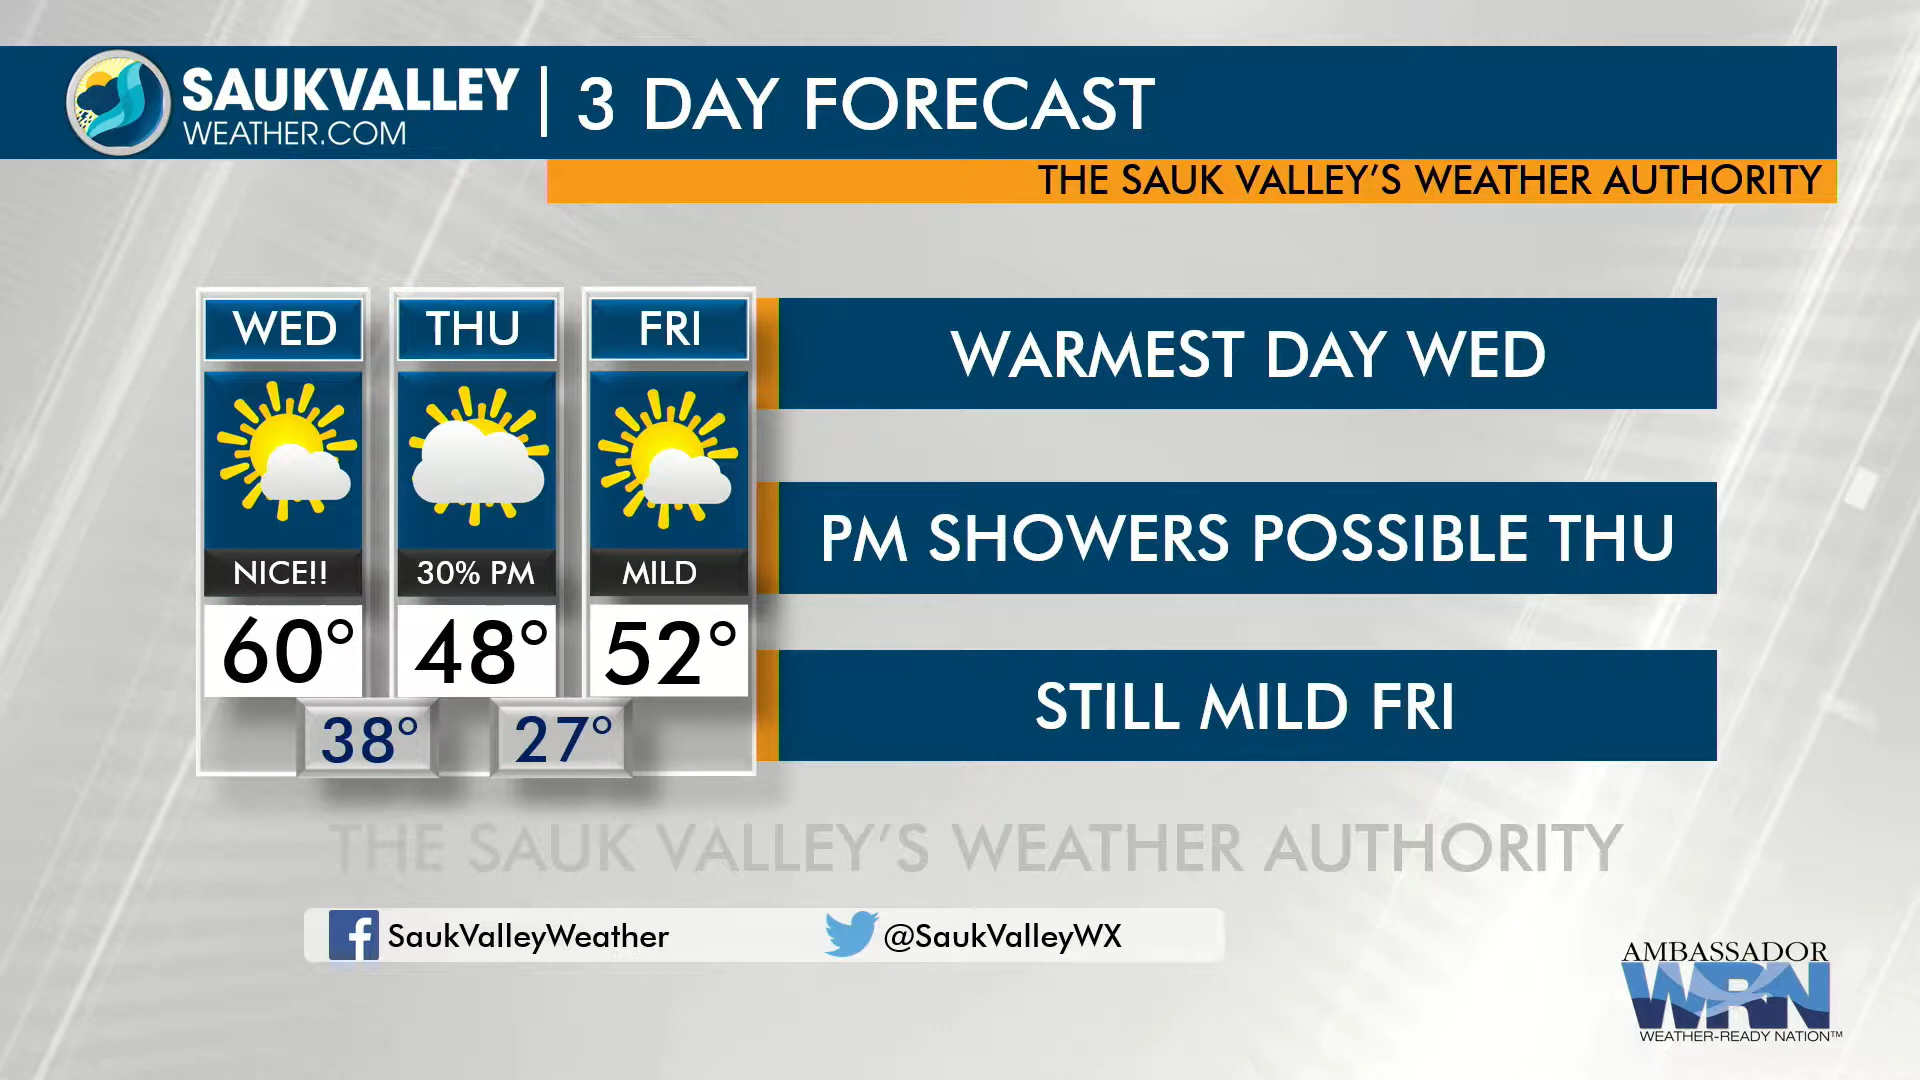 SAUKVALLEY
WEATHER.COM
3 DAY FORECAST
THE SAUK VALLEY'S WEATHER AUTHORITY
WED
THU
FRI
NICE!!
30% PM
MILD
60°
48°
52°
38°
27°
WARMEST DAY WED
PM SHOWERS POSSIBLE THU
STILL MILD FRI
THE SAUK VALLEY'S WEATHER AUTHORITY
SaukValleyWeather
@SaukValleyWX
AMBASSADOR
WRN
WEATHER-READY NATION™